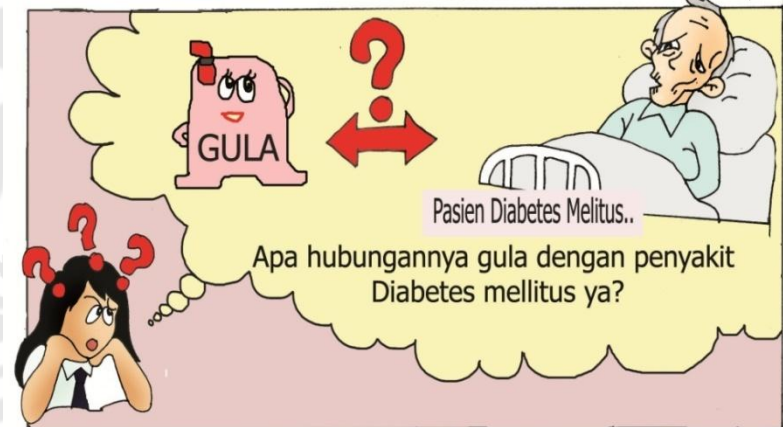 GULA
?
Pasien Diabetes Melitus..
Apa hubungannya gula dengan penyakit
Diabetes mellitus ya?
? ? ?